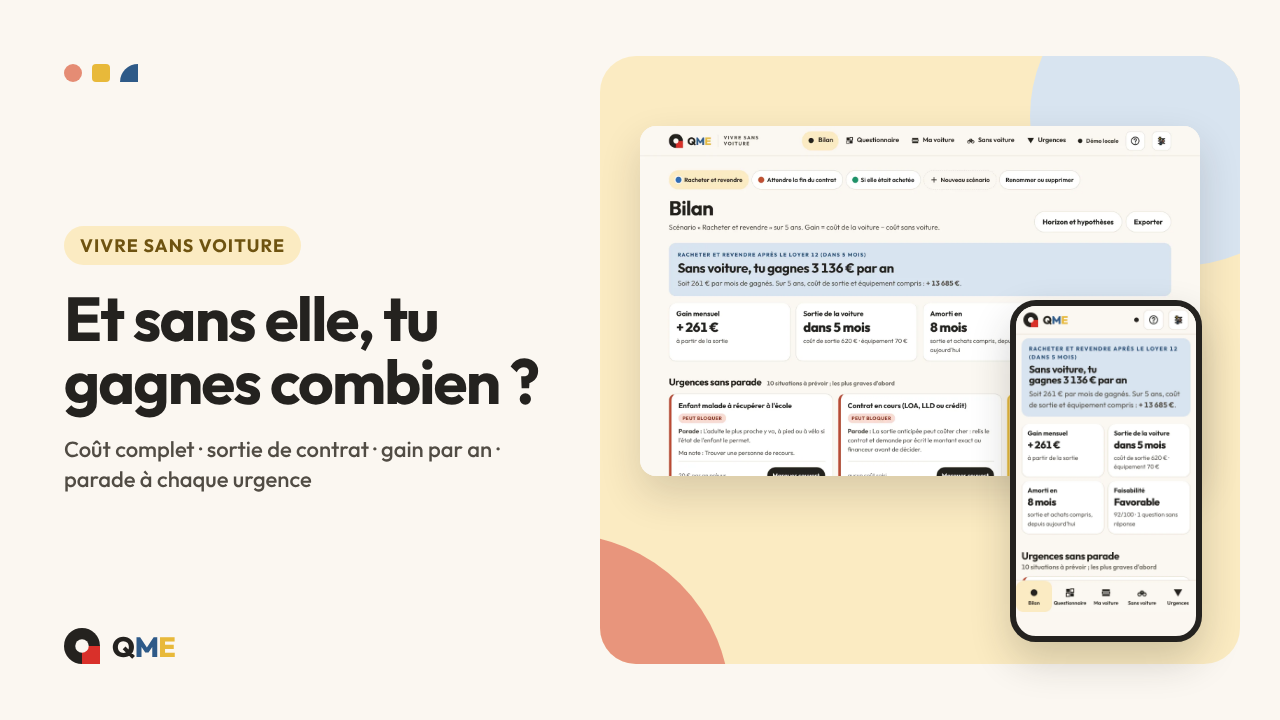 VIVRE SANS VOITURE
Et sans elle, tu
gagnes combien ?
Coût complet · sortie de contrat · gain par an ·
parade à chaque urgence
QME
QME
VIVRE SANS
VOITURE
Bilan
Questionnaire
Ma voiture
Sans voiture
Urgences
Démo locale
Racheter et revendre
Attendre la fin du contrat
Si elle était achetée
Nouveau scénario
Renommer ou supprimer
Bilan
Scénario « Racheter et revendre » sur 5 ans. Gain = coût de la voiture − coût sans voiture.
Horizon et hypothèses
Exporter
RACHETER ET REVENDRE APRÈS LE LOYER 12 (DANS 5 MOIS)
Sans voiture, tu gagnes 3 136 € par an
Soit 261 € par mois de gagnés. Sur 5 ans, coût de sortie et équipement compris : + 13 685 €.
Gain mensuel
+ 261 €
à partir de la sortie
Sortie de la voiture
dans 5 mois
coût de sortie 620 € · équipement 70 €
Amorti en
8 mois
sortie et achats compris, depuis
aujourd'hui
Urgences sans parade
10 situations à prévoir ; les plus graves d'abord
Enfant malade à récupérer à l'école
PEUT BLOQUER
Parade : L'adulte le plus proche y va, à pied ou à vélo si
l'état de l'enfant le permet.
Ma note : Trouver une personne de recours.
Contrat en cours (LOA, LLD ou crédit)
PEUT BLOQUER
Parade : La sortie anticipée peut coûter cher : relis le
contrat et demande par écrit le montant exact au
financeur avant de décider.
QME
RACHETER ET REVENDRE APRÈS LE LOYER 12
(DANS 5 MOIS)
Sans voiture, tu
gagnes 3 136 € par an
Soit 261 € par mois de gagnés. Sur 5 ans, coût
de sortie et équipement compris : + 13 685 €.
Gain mensuel
+ 261 €
à partir de la sortie
Sortie de la voiture
dans 5 mois
coût de sortie 620 € ·
équipement 70 €
Amorti en
8 mois
sortie et achats compris,
depuis aujourd'hui
Faisabilité
Favorable
92/100 · 1 question sans
réponse
Urgences sans parade
10 situations à prévoir ; les plus graves d'abord
Bilan
Questionnaire
Ma voiture
Sans voiture
Urgences